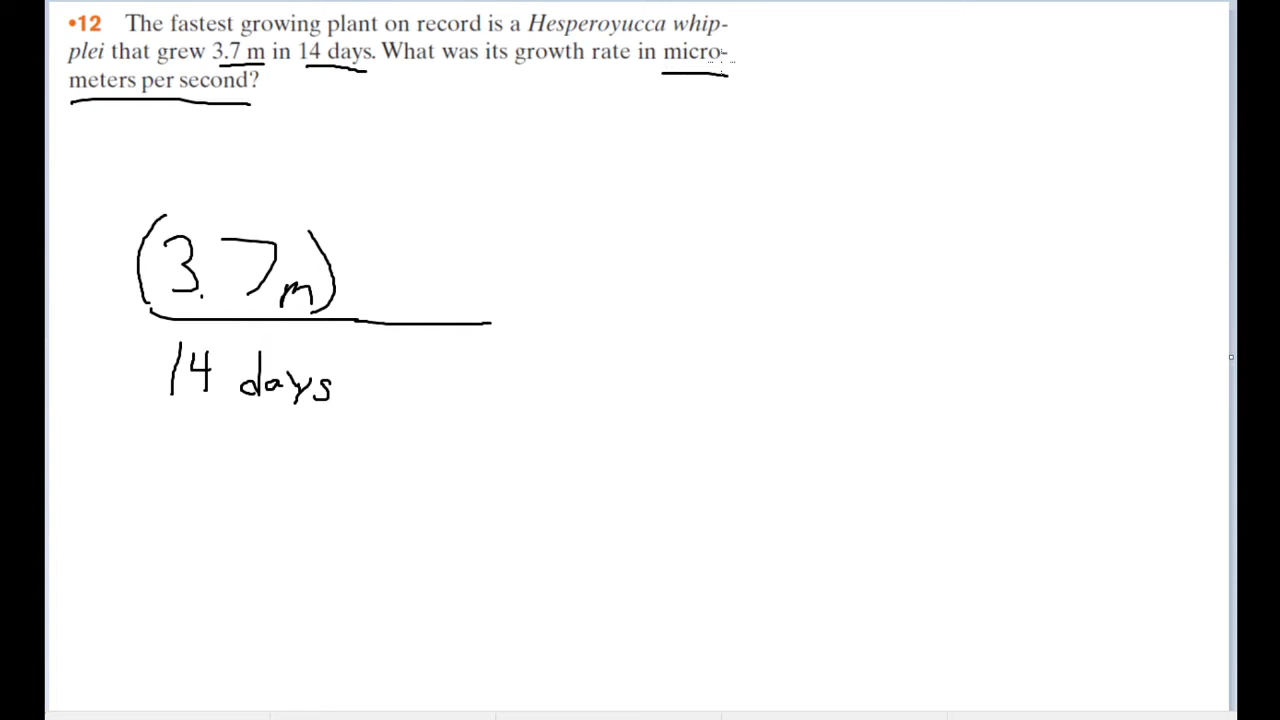 •12 The fastest growing plant on record is a Hesperoyucca whip-
plei that grew 3.7 m in 14 days. What was its growth rate in micro-
meters per second?
(3.7m)
14 days